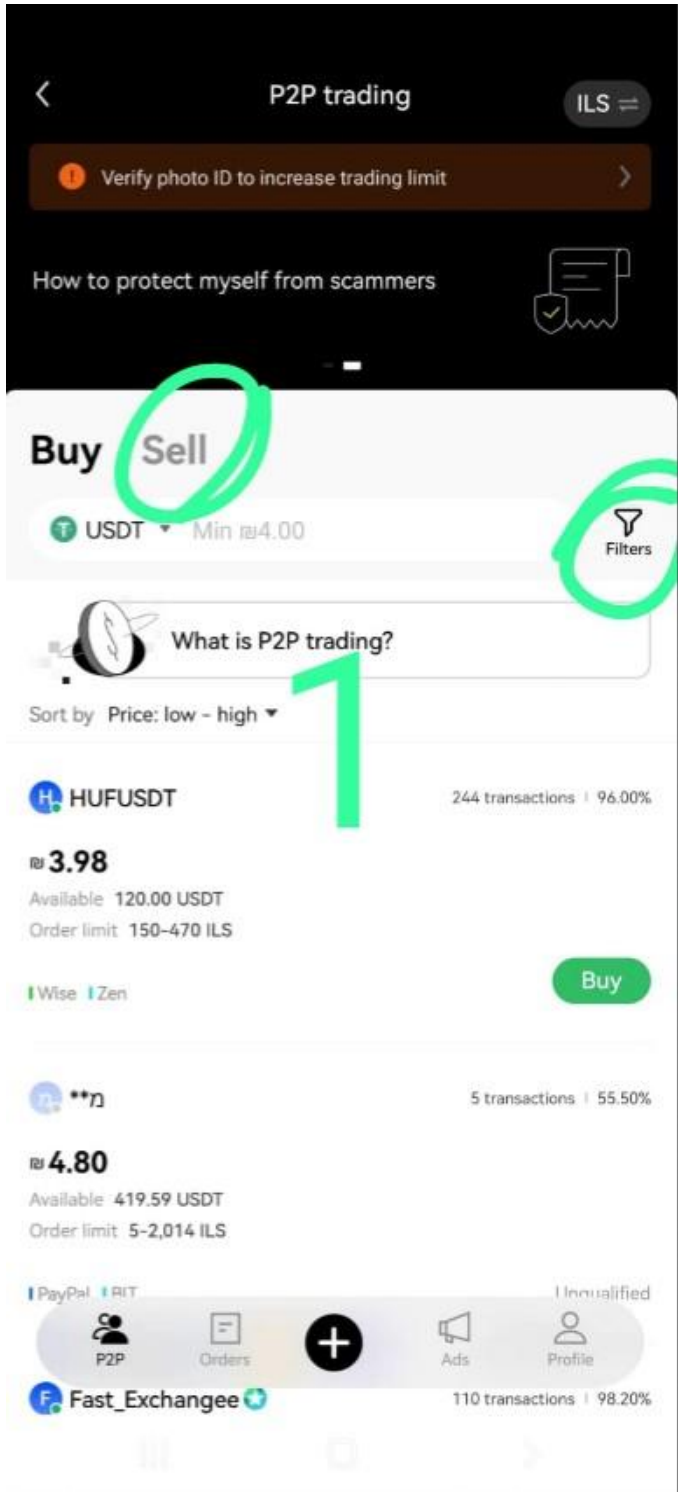 P2P trading
ILS
Verify photo ID to increase trading limit
How to protect myself from scammers
Buy Sell
USDT Min ₪4.00
Filters
What is P2P trading?
1
Sort by Price: low - high
H HUFUSDT 244 transactions | 96.00%
₪ 3.98
Available 120.00 USDT
Order limit 150-470 ILS
Wise Zen Buy
מ **מ 5 transactions | 55.50%
₪ 4.80
Available 419.59 USDT
Order limit 5-2,014 ILS
PayPal BIT Unqualified
P2P Orders Ads Profile
F Fast_Exchangee 110 transactions | 98.20%